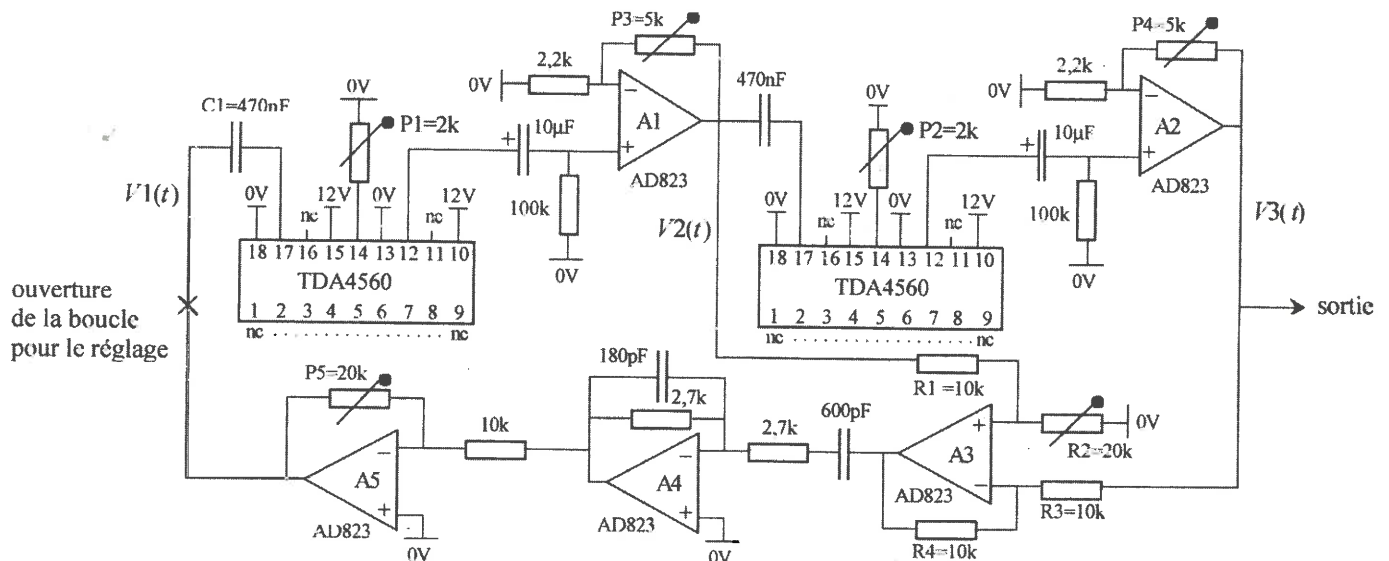 P3=5k
P4=5k
2,2k
2,2k
0V
470nF
0V
C1=470nF
0V
P1=2k
10µF
+
−
+
A1
AD823
0V
P2=2k
10µF
+
−
+
A2
AD823
V1(t)
0V
nc
12V
0V
nc
12V
100k
0V
V2(t)
0V
nc
12V
0V
nc
12V
100k
0V
V3(t)
18 17 16 15 14 13 12 11 10
TDA4560
1 2 3 4 5 6 7 8 9
nc . . . . . . . . . . nc
18 17 16 15 14 13 12 11 10
TDA4560
1 2 3 4 5 6 7 8 9
nc . . . . . . . . . . nc
ouverture
de la boucle
pour le réglage
sortie
P5=20k
180pF
2,7k
10k
2,7k
600pF
R1 =10k
0V
R2=20k
R3=10k
R4=10k
−
+
A5
AD823
0V
−
+
A4
AD823
0V
+
−
A3
AD823